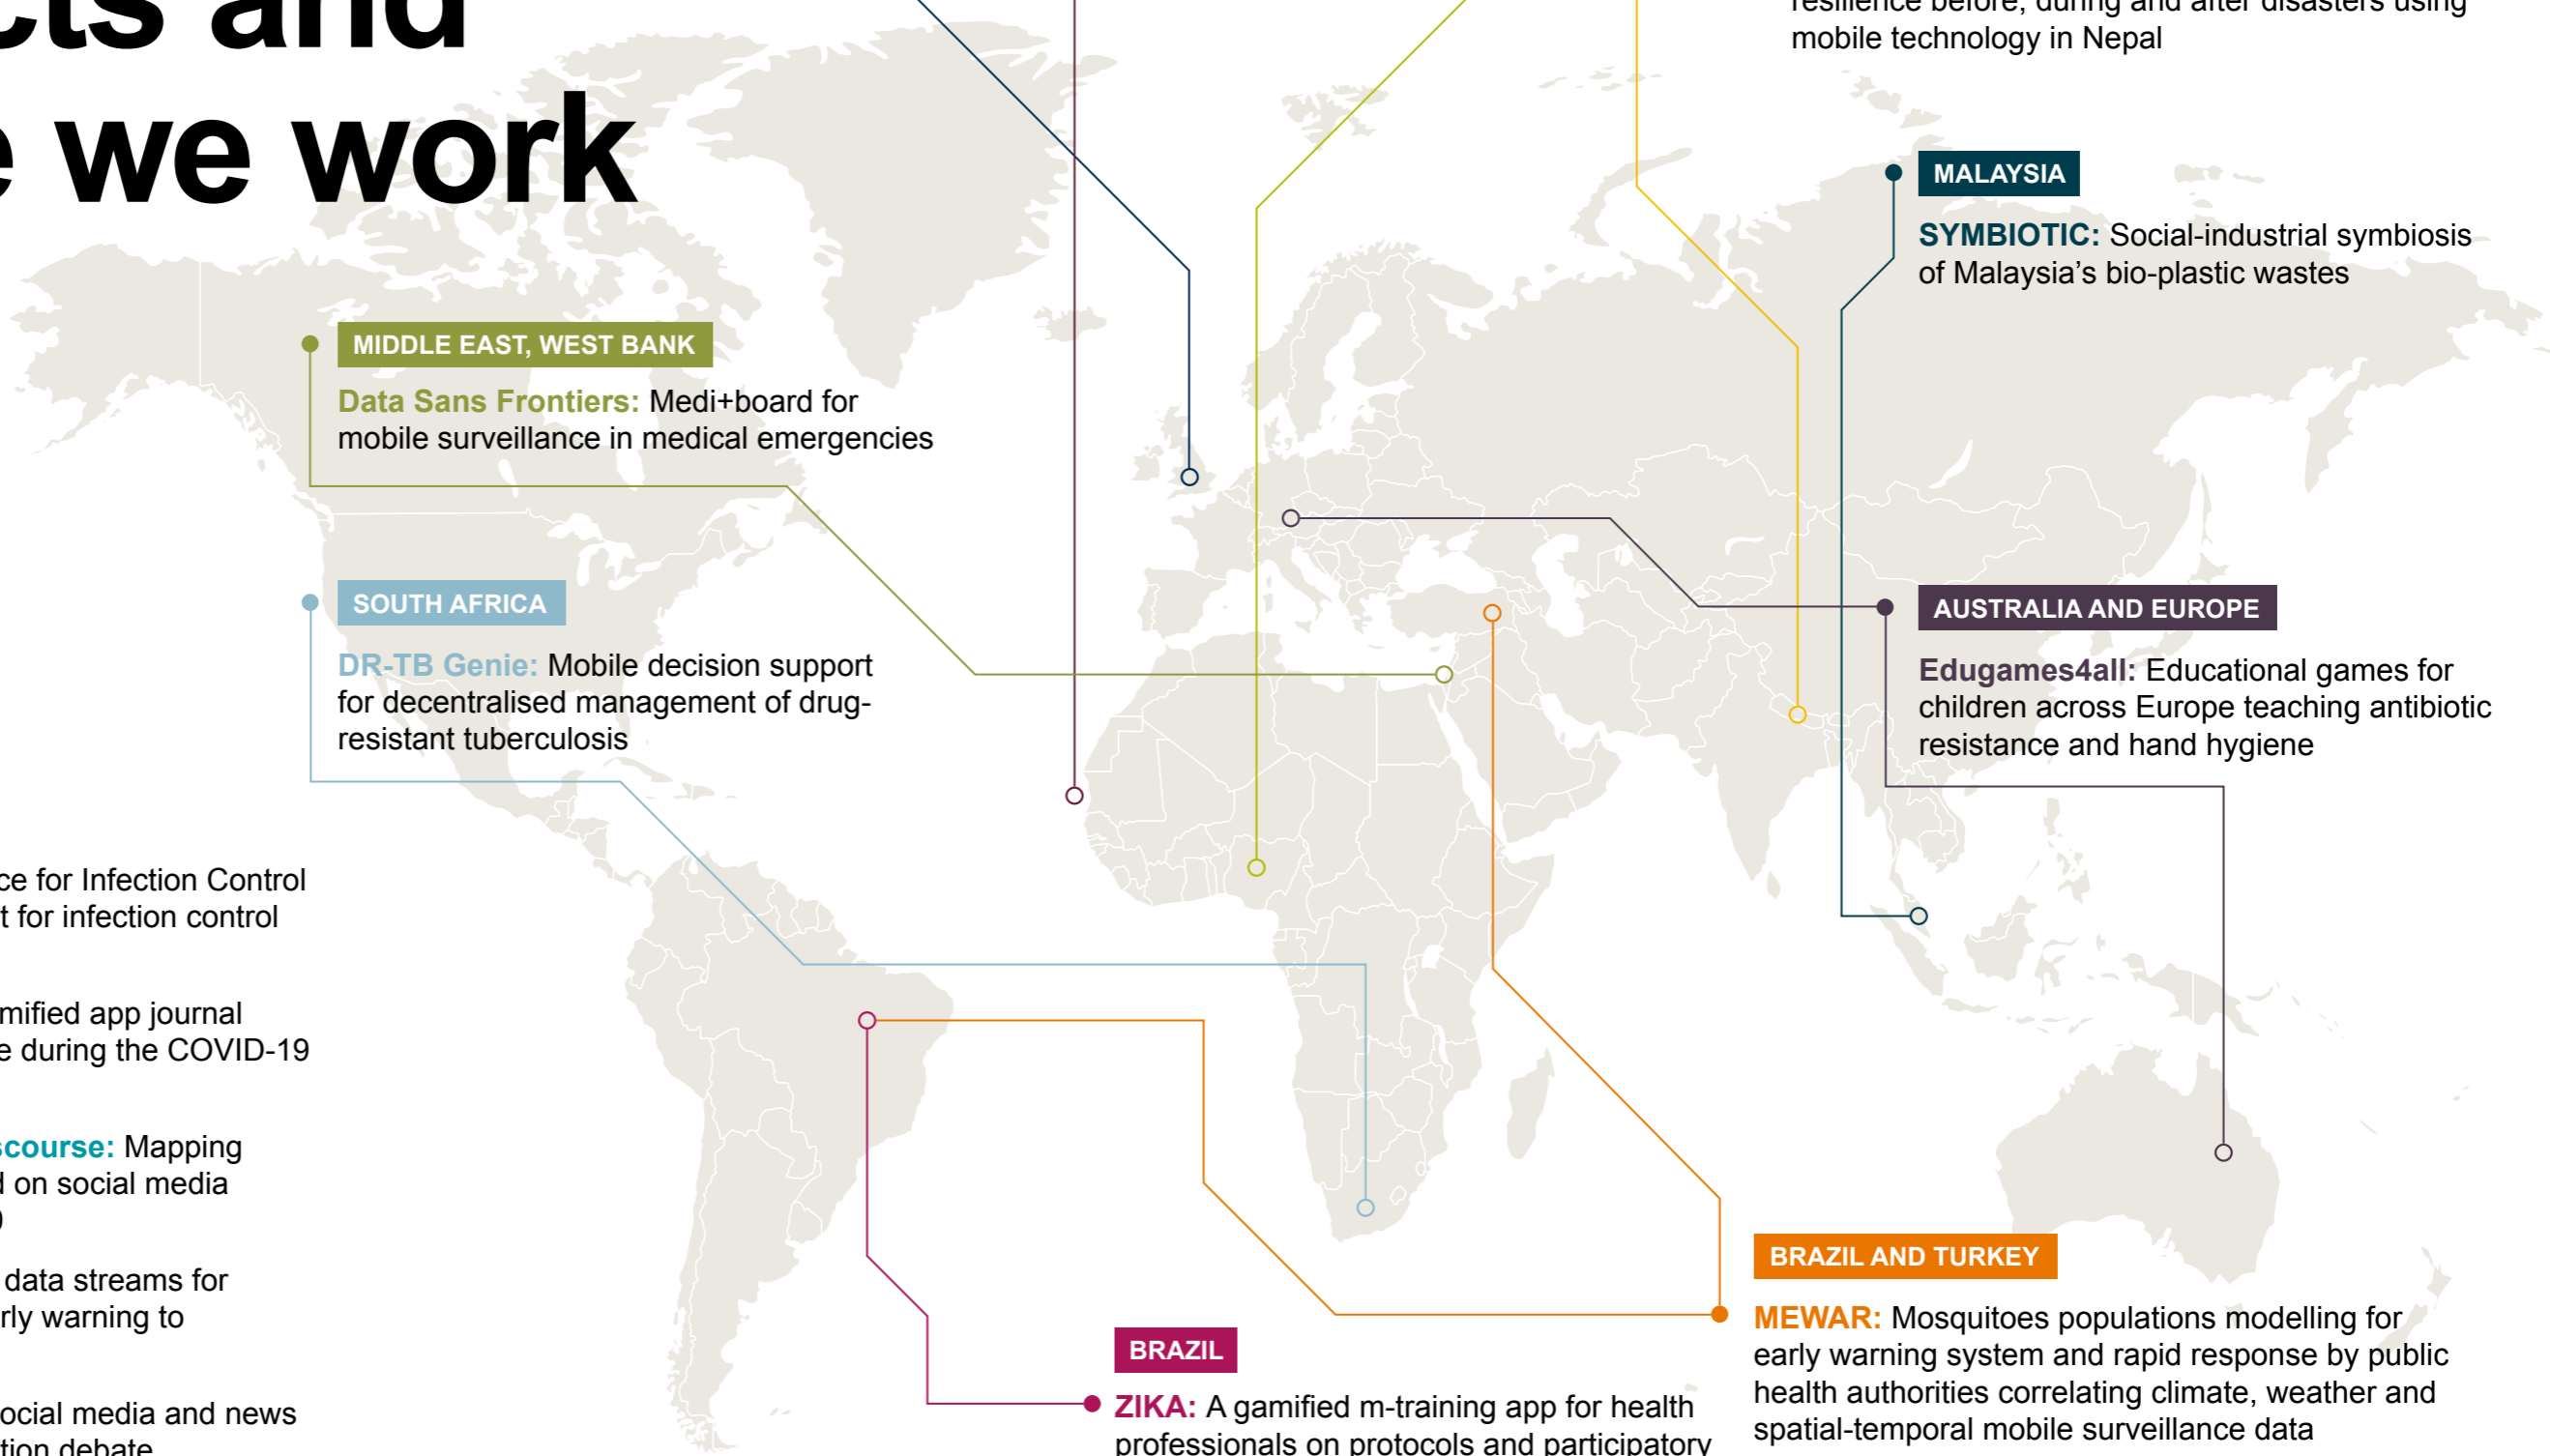 cts and
e we work
resilience before, during and after disasters using
mobile technology in Nepal
MALAYSIA
SYMBIOTIC: Social-industrial symbiosis
of Malaysia's bio-plastic wastes
MIDDLE EAST, WEST BANK
Data Sans Frontiers: Medi+board for
mobile surveillance in medical emergencies
SOUTH AFRICA
DR-TB Genie: Mobile decision support
for decentralised management of drug-
resistant tuberculosis
AUSTRALIA AND EUROPE
Edugames4all: Educational games for
children across Europe teaching antibiotic
resistance and hand hygiene
ce for Infection Control
t for infection control
mified app journal
e during the COVID-19
scourse: Mapping
d on social media
)
data streams for
rly warning to
ocial media and news
tion debate
BRAZIL
ZIKA: A gamified m-training app for health
professionals on protocols and participatory
BRAZIL AND TURKEY
MEWAR: Mosquitoes populations modelling for
early warning system and rapid response by public
health authorities correlating climate, weather and
spatial-temporal mobile surveillance data